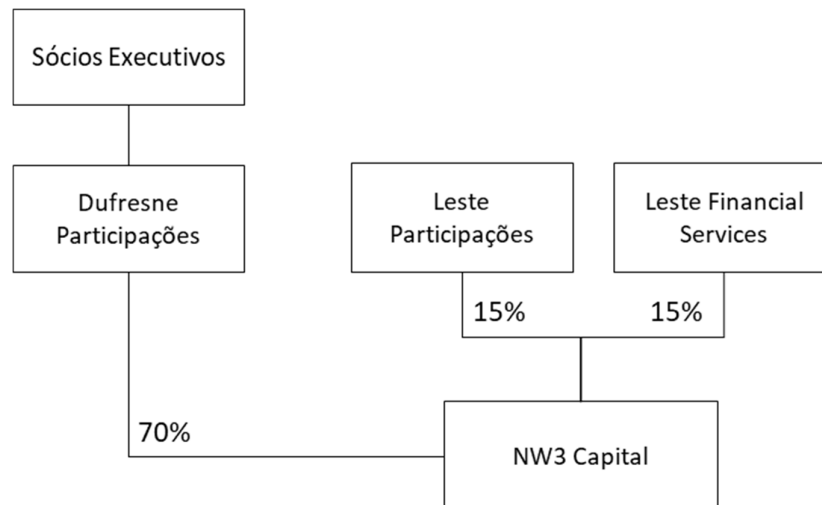 Sócios Executivos
Dufresne
Participações
Leste
Participações
Leste Financial
Services
15%
15%
70%
NW3 Capital